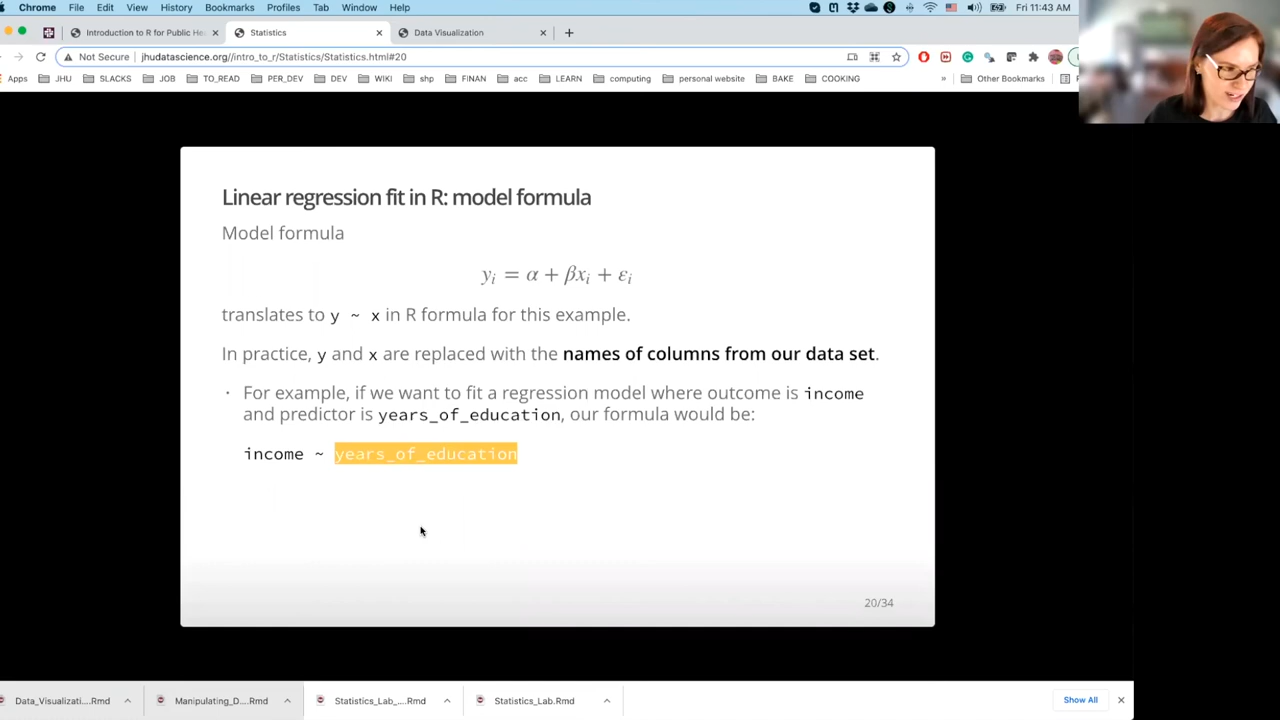 Chrome File Edit View History Bookmarks Profiles Tab Window Help Fri 11:43 AM
Introduction to R for Public He
Statistics
Data Visualization
Not Secure jhudatascience.org//intro_to_r/Statistics/Statistics.html#20
Apps JHU SLACKS JOB TO_READ PER_DEV DEV WIKI shp FINAN acc LEARN computing personal website BAKE COOKING » Other Bookmarks
Linear regression fit in R: model formula
Model formula
yᵢ = α + βxᵢ + εᵢ
translates to y ~ x in R formula for this example.
In practice, y and x are replaced with the names of columns from our data set.
· For example, if we want to fit a regression model where outcome is income
and predictor is years_of_education, our formula would be:
income ~ years_of_education
20/34
Data_Visualizati....Rmd
Manipulating_D....Rmd
Statistics_Lab_....Rmd
Statistics_Lab.Rmd
Show All